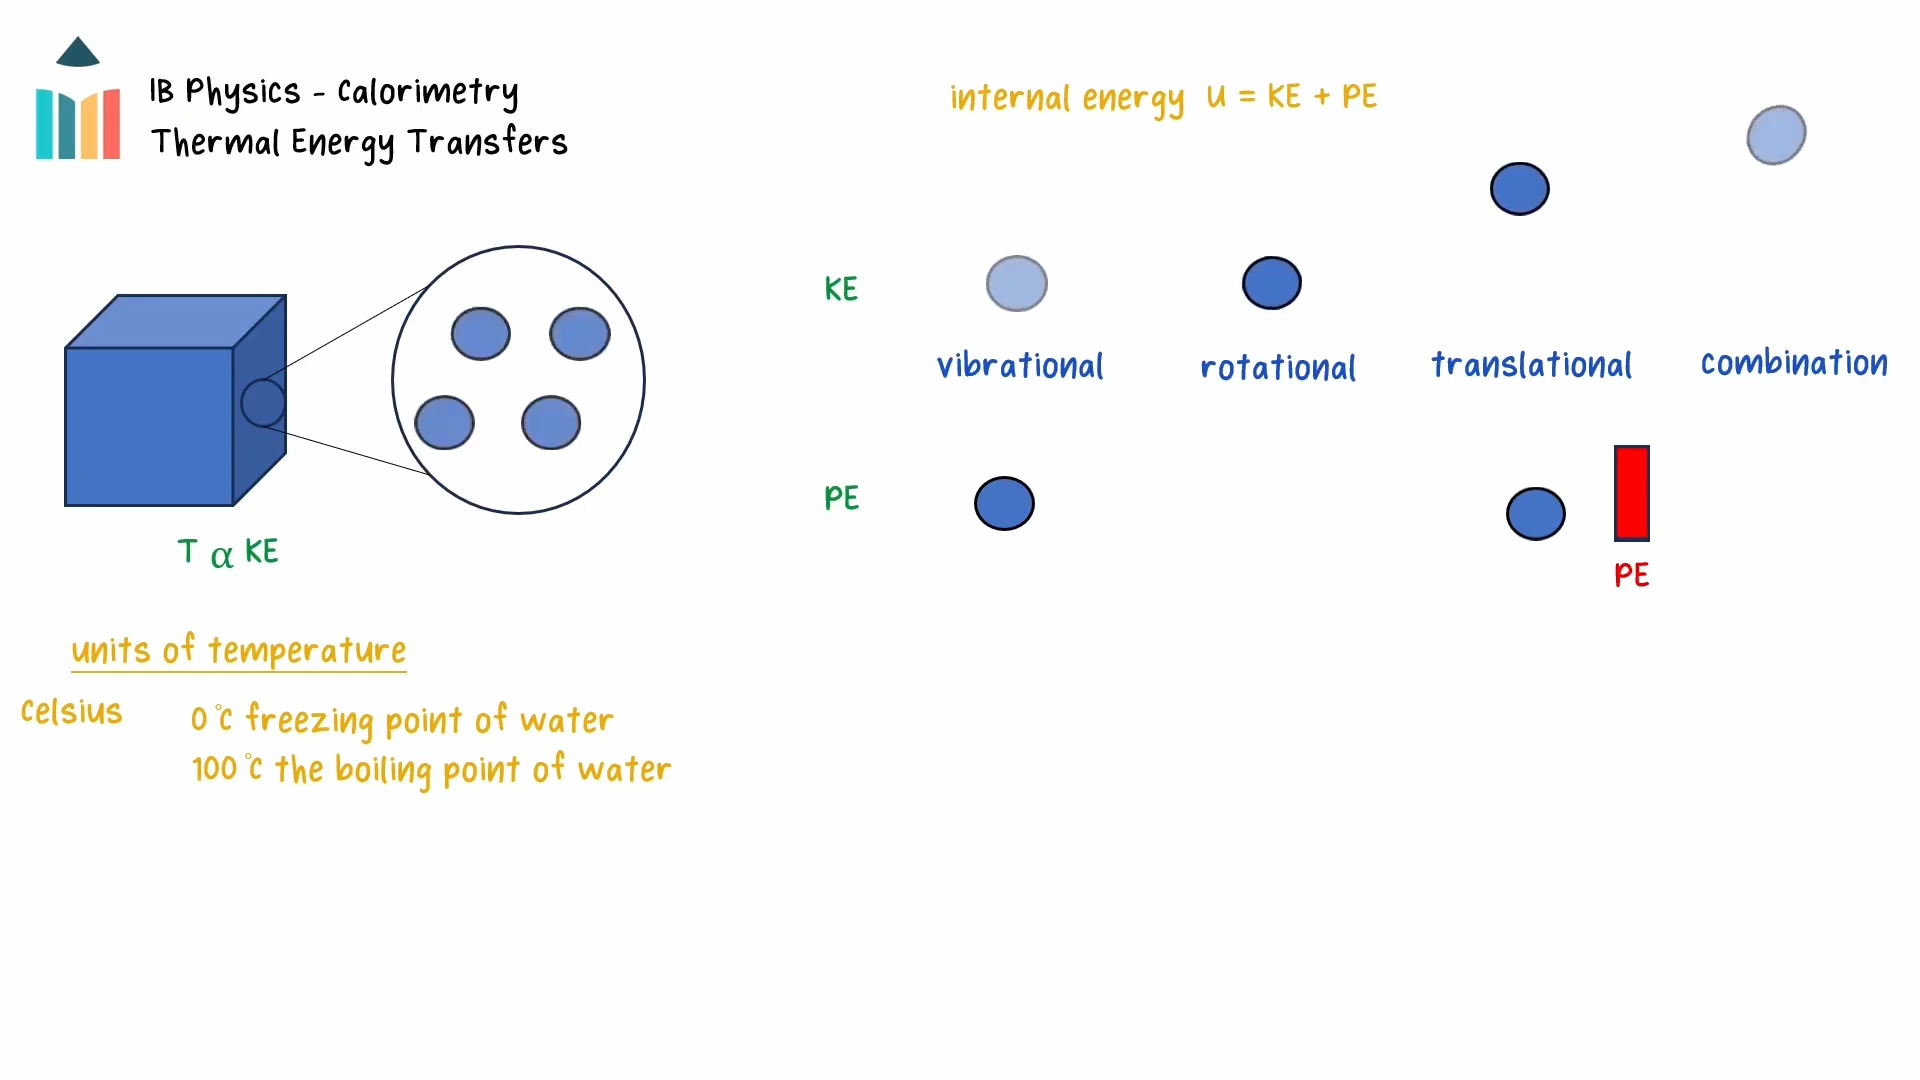 IB Physics - Calorimetry
Thermal Energy Transfers
internal energy U = KE + PE
KE
vibrational
rotational
translational
combination
PE
PE
T α KE
units of temperature
Celsius
0°C freezing point of water
100°C the boiling point of water